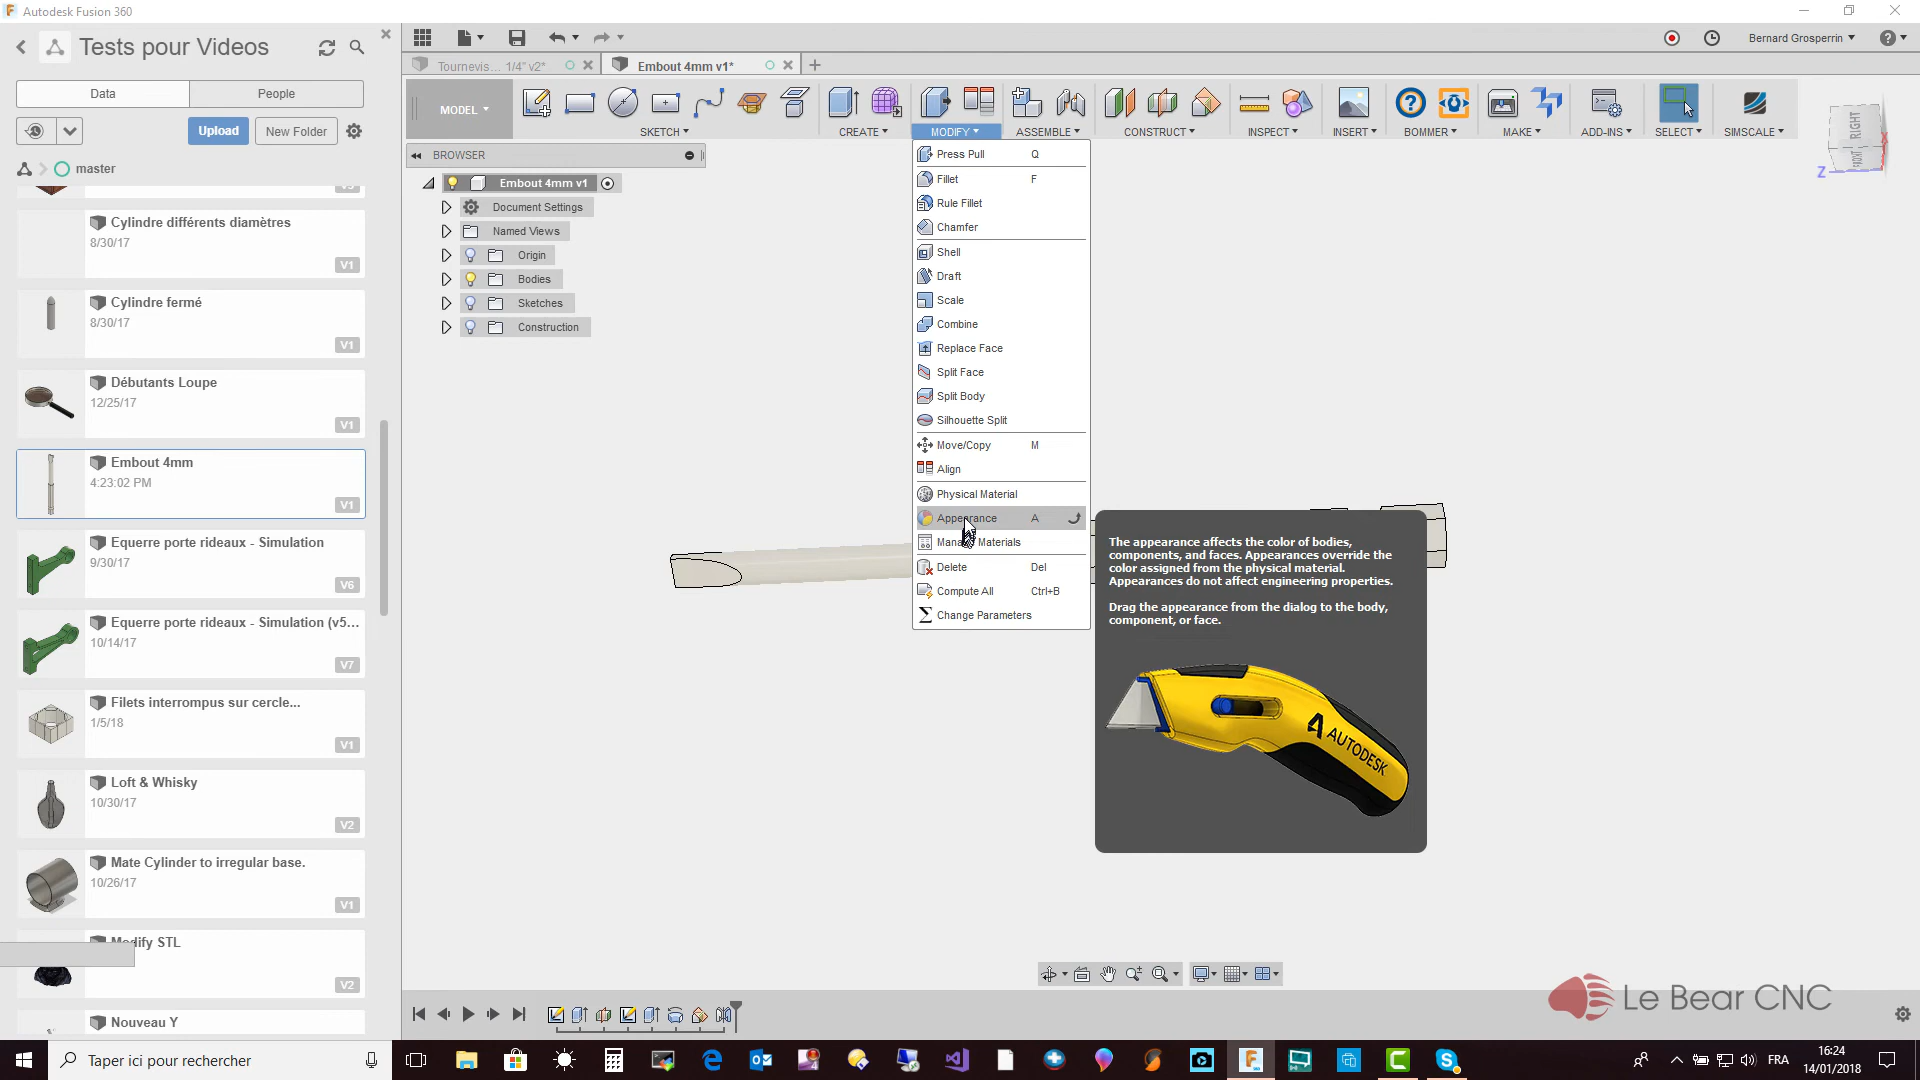 Autodesk Fusion 360
Tests pour Videos
Data
People
Upload
New Folder
master
Cylindre différents diamètres
8/30/17
V1
Cylindre fermé
8/30/17
V1
Débutants Loupe
12/25/17
V1
Embout 4mm
4:23:02 PM
V1
Equerre porte rideaux - Simulation
9/30/17
V6
Equerre porte rideaux - Simulation (v5...
10/14/17
V7
Filets interrompus sur cercle...
1/5/18
V1
Loft & Whisky
10/30/17
V2
Mate Cylinder to irregular base.
10/26/17
V1
Modify STL
V2
Nouveau Y
Bernard Grosperrin
Tournevis... 1/4" v2*
Embout 4mm v1*
MODEL
SKETCH
CREATE
MODIFY
ASSEMBLE
CONSTRUCT
INSPECT
INSERT
BOMMER
MAKE
ADD-INS
SELECT
SIMSCALE
BROWSER
Embout 4mm v1
Document Settings
Named Views
Origin
Bodies
Sketches
Construction
Press Pull Q
Fillet F
Rule Fillet
Chamfer
Shell
Draft
Scale
Combine
Replace Face
Split Face
Split Body
Silhouette Split
Move/Copy M
Align
Physical Material
Appearance A
Manage Materials
Delete Del
Compute All Ctrl+B
Change Parameters
The appearance affects the color of bodies,
components, and faces. Appearances override the
color assigned from the physical material.
Appearances do not affect engineering properties.
Drag the appearance from the dialog to the body,
component, or face.
AUTODESK
RIGHT
FRONT
Z
X
Le Bear CNC
Taper ici pour rechercher
FRA
16:24
14/01/2018